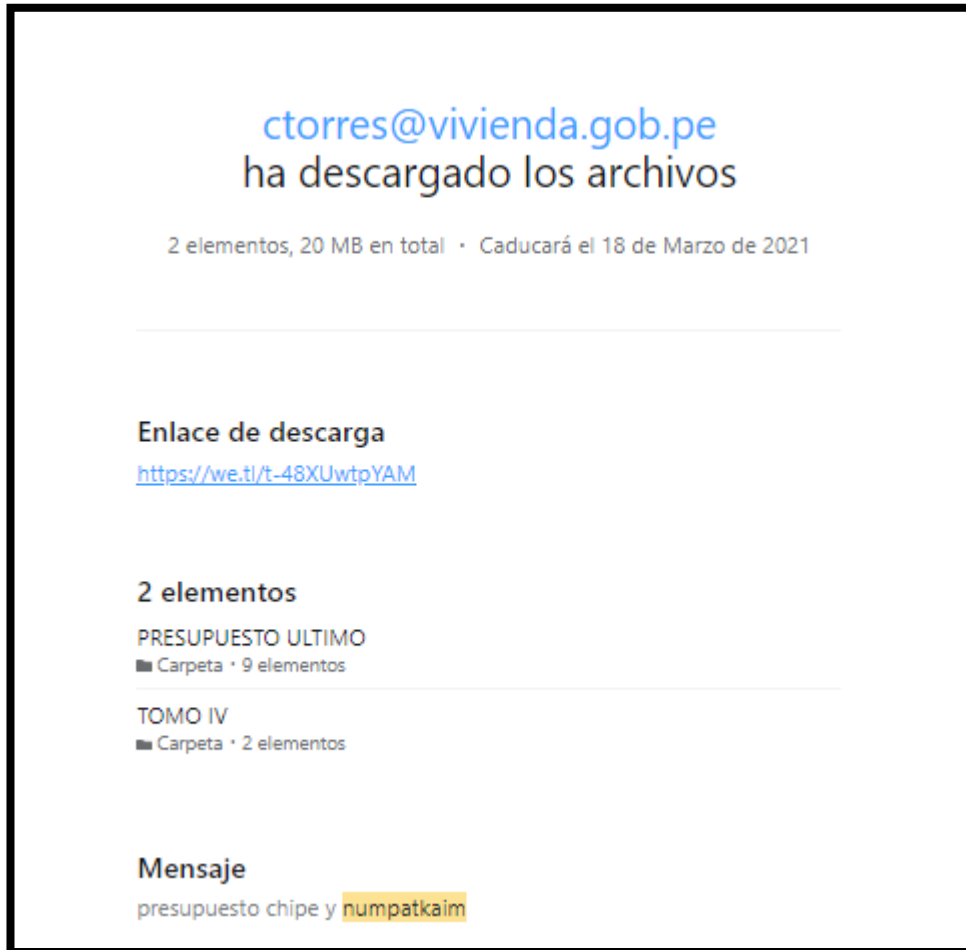 ctorres@vivienda.gob.pe
ha descargado los archivos
2 elementos, 20 MB en total · Caducará el 18 de Marzo de 2021
Enlace de descarga
https://we.tl/t-48XUwtpYAM
2 elementos
PRESUPUESTO ULTIMO
Carpeta · 9 elementos
TOMO IV
Carpeta · 2 elementos
Mensaje
presupuesto chipe y numpatkaim